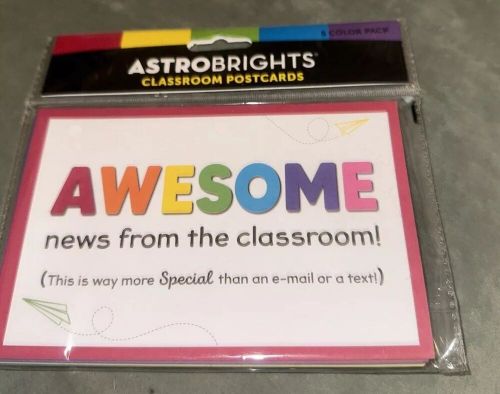 5 COLOR PACK
ASTROBRIGHTS
CLASSROOM POSTCARDS
AWESOME
news from the classroom!
(This is way more Special than an e-mail or a text!)